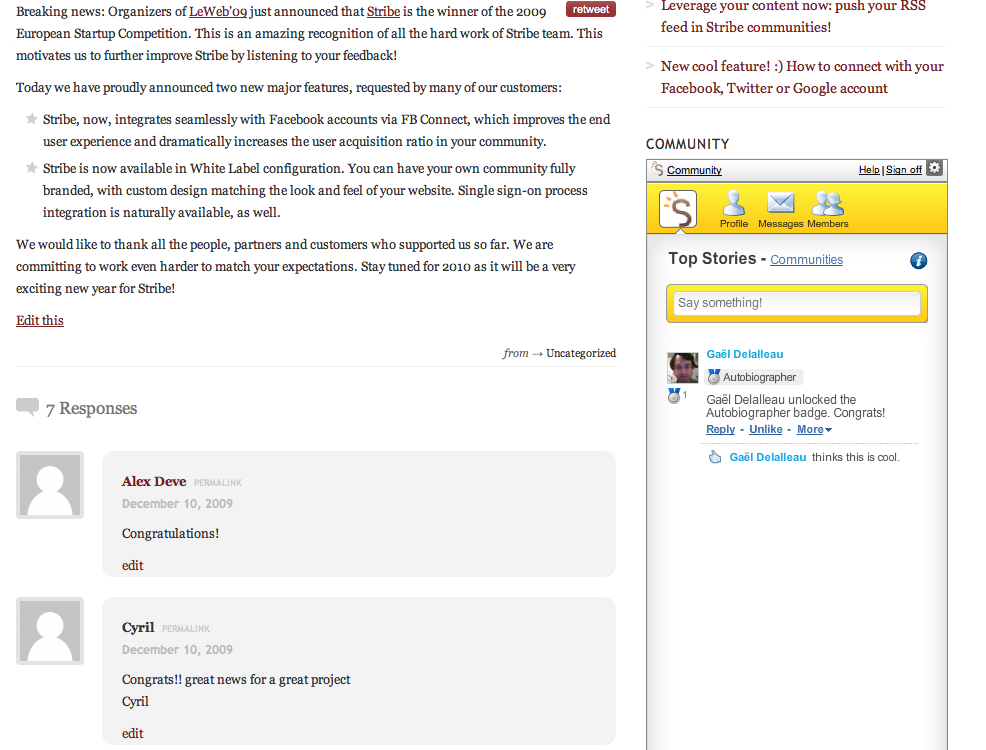 Breaking news: Organizers of LeWeb'09 just announced that Stribe is the winner of the 2009
retweet
European Startup Competition. This is an amazing recognition of all the hard work of Stribe team. This
motivates us to further improve Stribe by listening to your feedback!
Today we have proudly announced two new major features, requested by many of our customers:
Stribe, now, integrates seamlessly with Facebook accounts via FB Connect, which improves the end
user experience and dramatically increases the user acquisition ratio in your community.
Stribe is now available in White Label configuration. You can have your own community fully
branded, with custom design matching the look and feel of your website. Single sign-on process
integration is naturally available, as well.
We would like to thank all the people, partners and customers who supported us so far. We are
committing to work even harder to match your expectations. Stay tuned for 2010 as it will be a very
exciting new year for Stribe!
Edit this
from → Uncategorized
7 Responses
Alex Deve PERMALINK
December 10, 2009
Congratulations!
edit
Cyril PERMALINK
December 10, 2009
Congrats!! great news for a great project
Cyril
edit
> Leverage your content now: push your RSS
feed in Stribe communities!
> New cool feature! :) How to connect with your
Facebook, Twitter or Google account
COMMUNITY
S Community
Help | Sign off
S
Profile Messages Members
Top Stories - Communities
i
Say something!
Gaël Delalleau
Autobiographer
1
Gaël Delalleau unlocked the
Autobiographer badge. Congrats!
Reply - Unlike - More
Gaël Delalleau thinks this is cool.